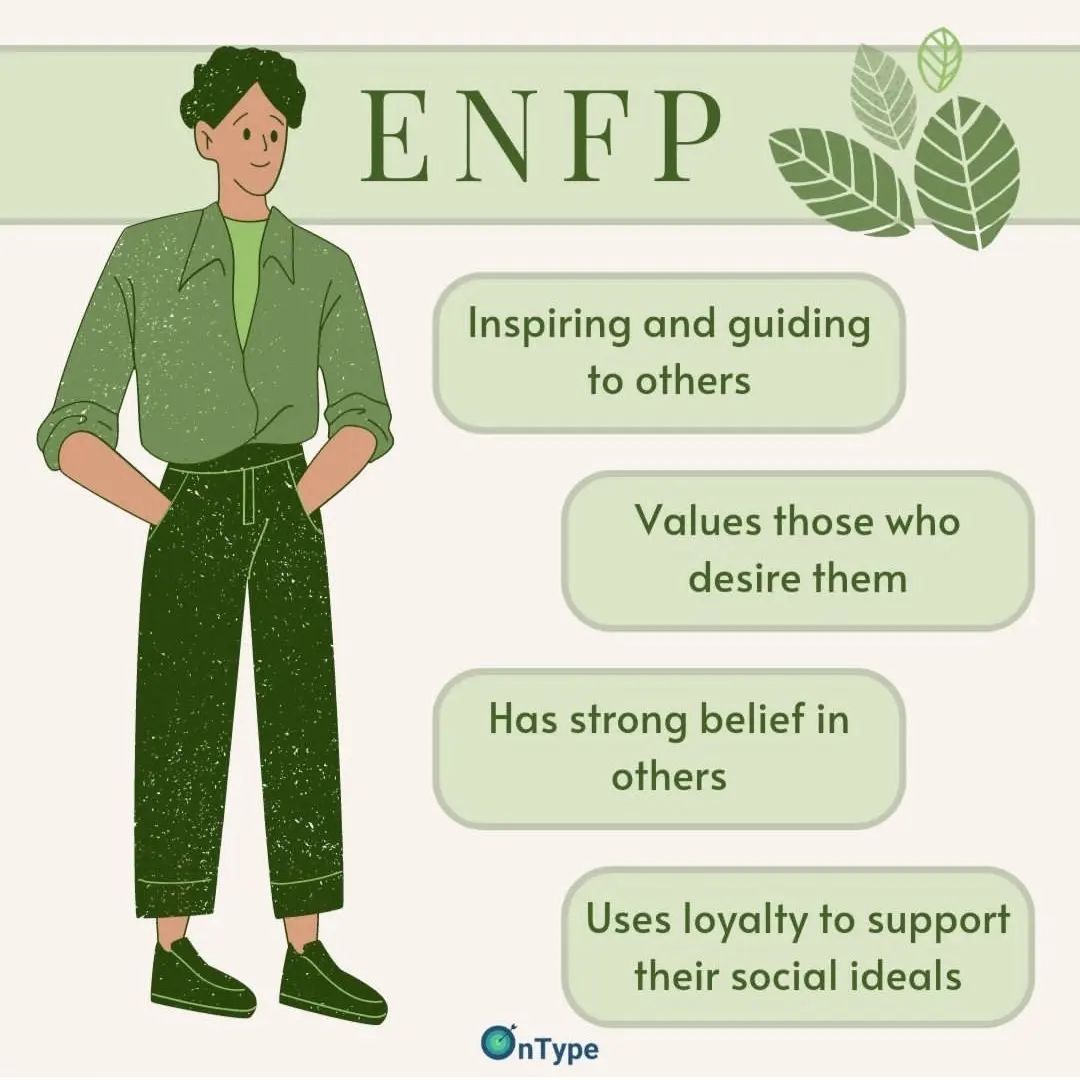 ENFP
Inspiring and guiding
to others
Values those who
desire them
Has strong belief in
others
Uses loyalty to support
their social ideals
OnType